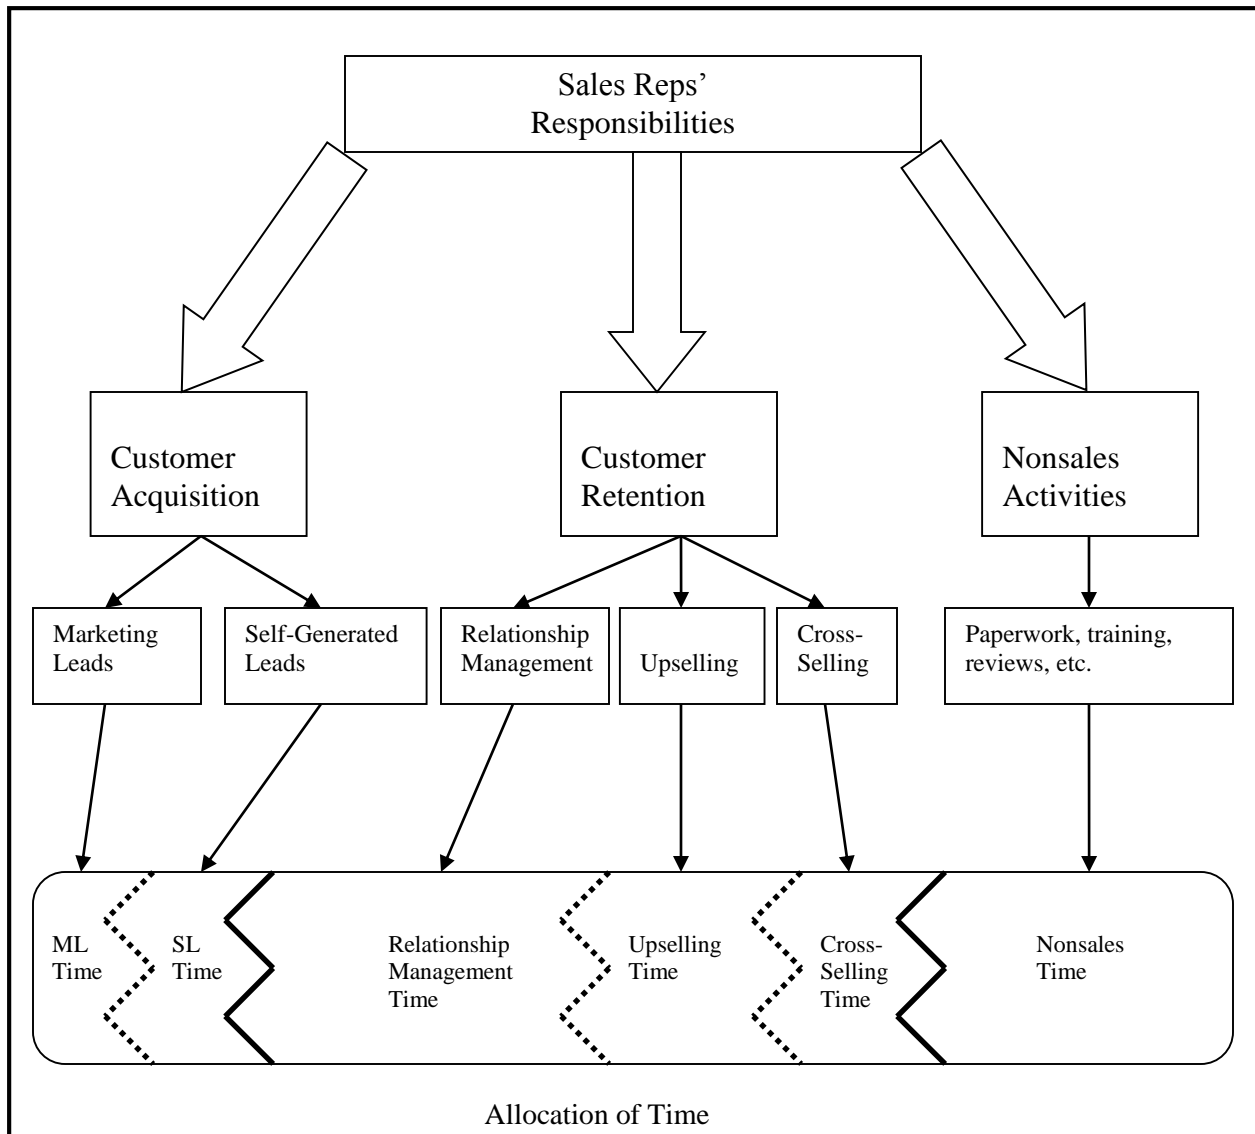 Sales Reps’
Responsibilities
Customer
Acquisition
Customer
Retention
Nonsales
Activities
Marketing
Leads
Self-Generated
Leads
Relationship
Management
Upselling
Cross-
Selling
Paperwork, training,
reviews, etc.
ML
Time
SL
Time
Relationship
Management
Time
Upselling
Time
Cross-
Selling
Time
Nonsales
Time
Allocation of Time